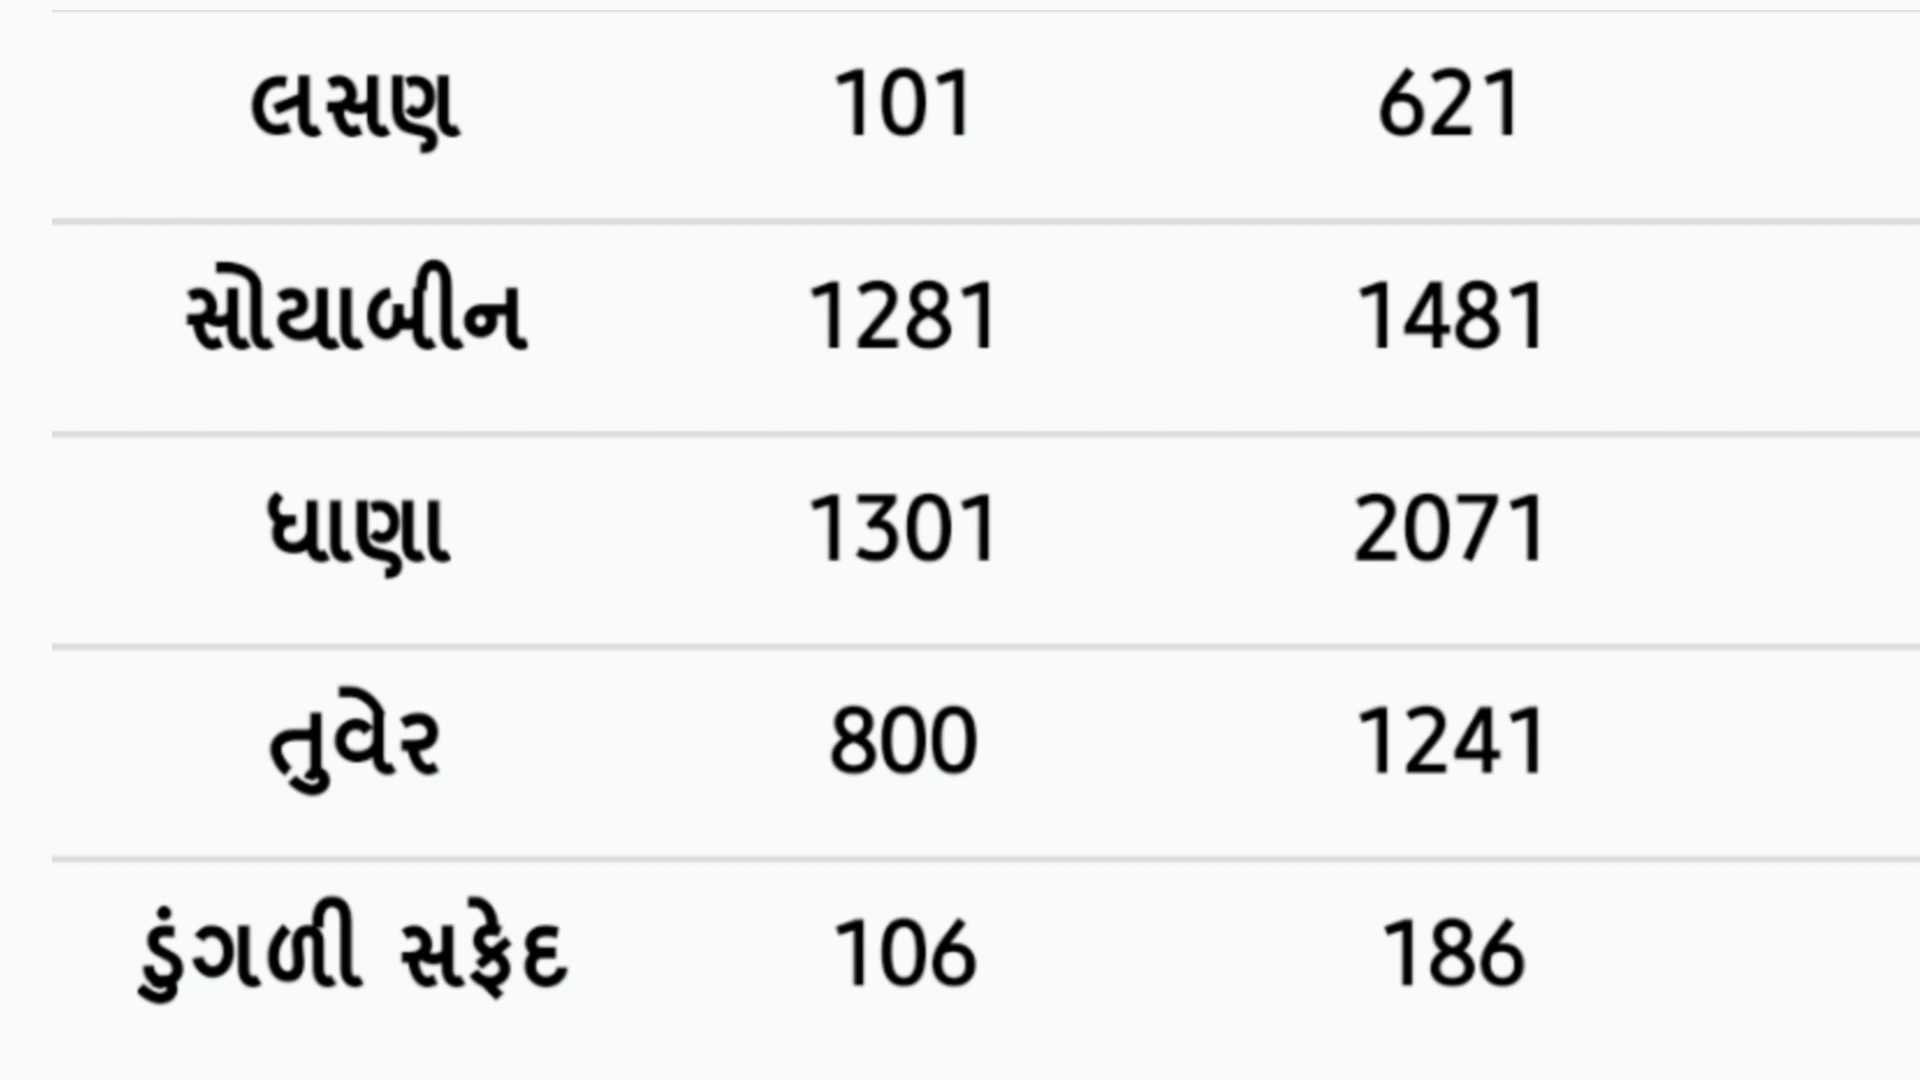 લસણ 101 621
સોયાબીન 1281 1481
ધાણા 1301 2071
તુવેર 800 1241
ડુંગળી સફેદ 106 186